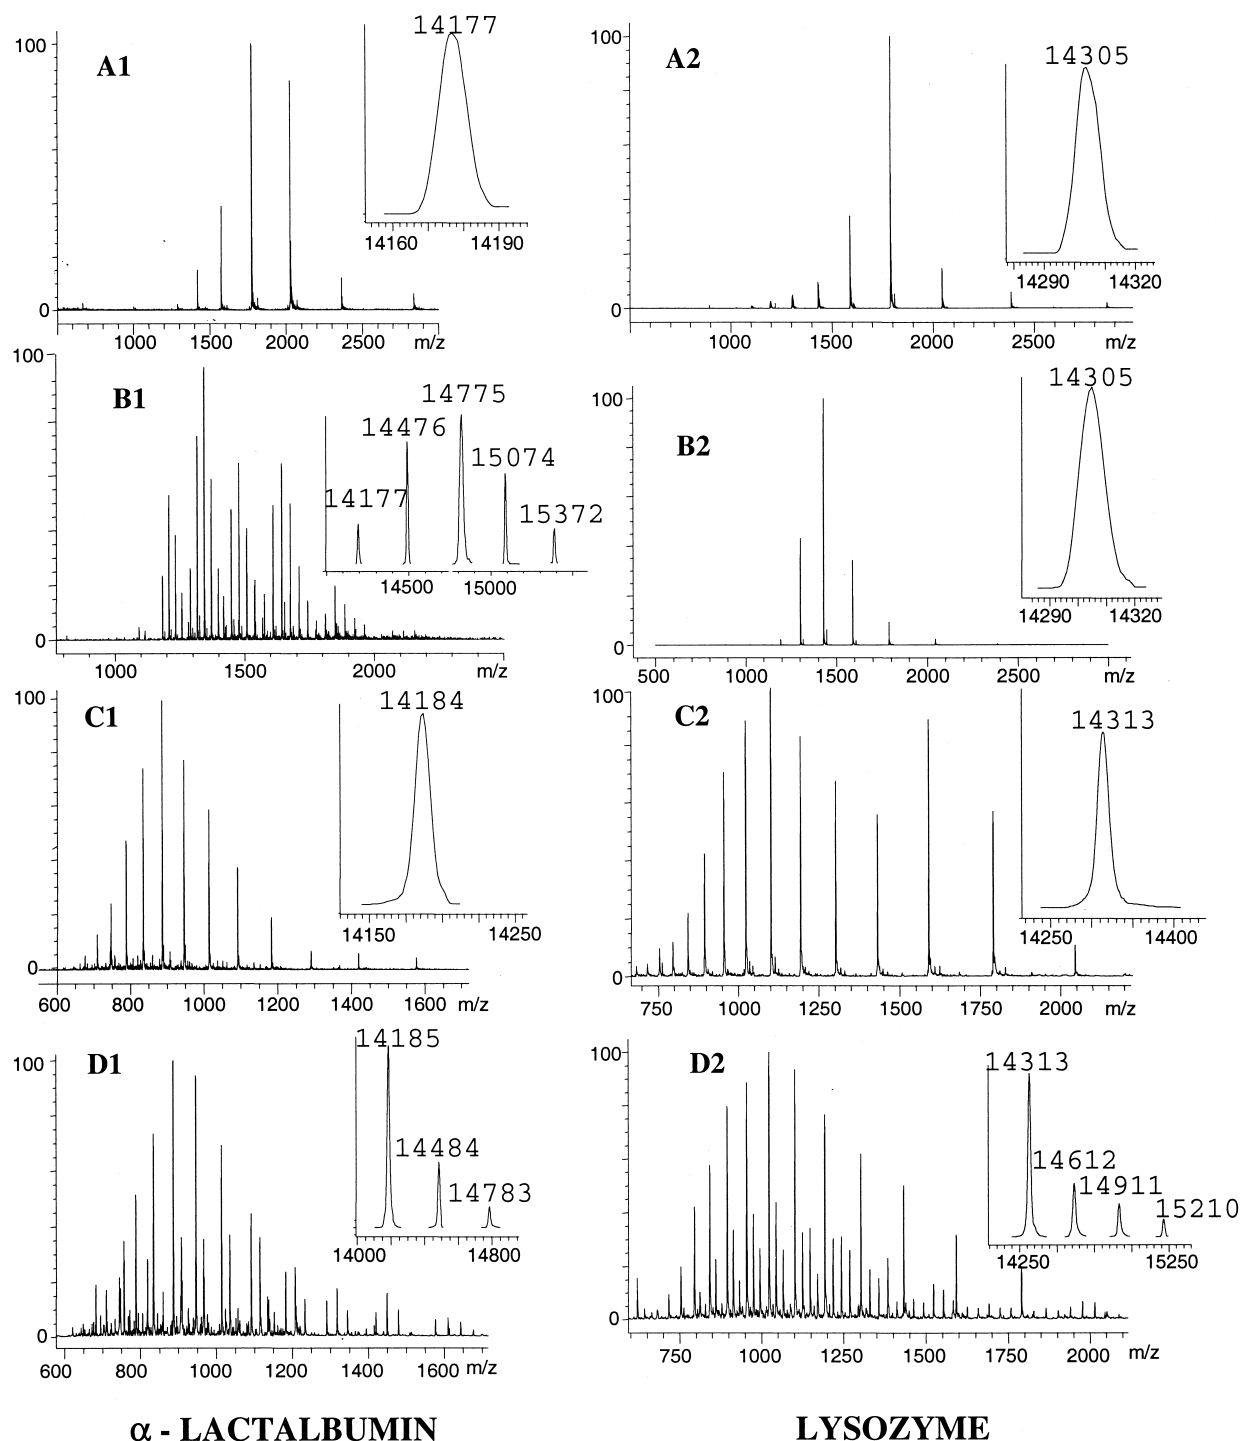 A1
100
0
14177
14160 14190
1000 1500 2000 2500 m/z
A2
100
0
14305
14290 14320
1000 1500 2000 2500 m/z
B1
100
0
14775
14476
15074
14177
15372
14500 15000
1000 1500 2000 m/z
B2
100
0
14305
14290 14320
500 1000 1500 2000 2500 m/z
C1
100
0
14184
14150 14250
600 800 1000 1200 1400 1600 m/z
C2
100
0
14313
14250 14400
750 1000 1250 1500 1750 2000 m/z
D1
100
0
14185
14484
14783
14000 14800
600 800 1000 1200 1400 1600 m/z
D2
100
0
14313
14612
14911
15210
14250 15250
750 1000 1250 1500 1750 2000 m/z
α - LACTALBUMIN
LYSOZYME